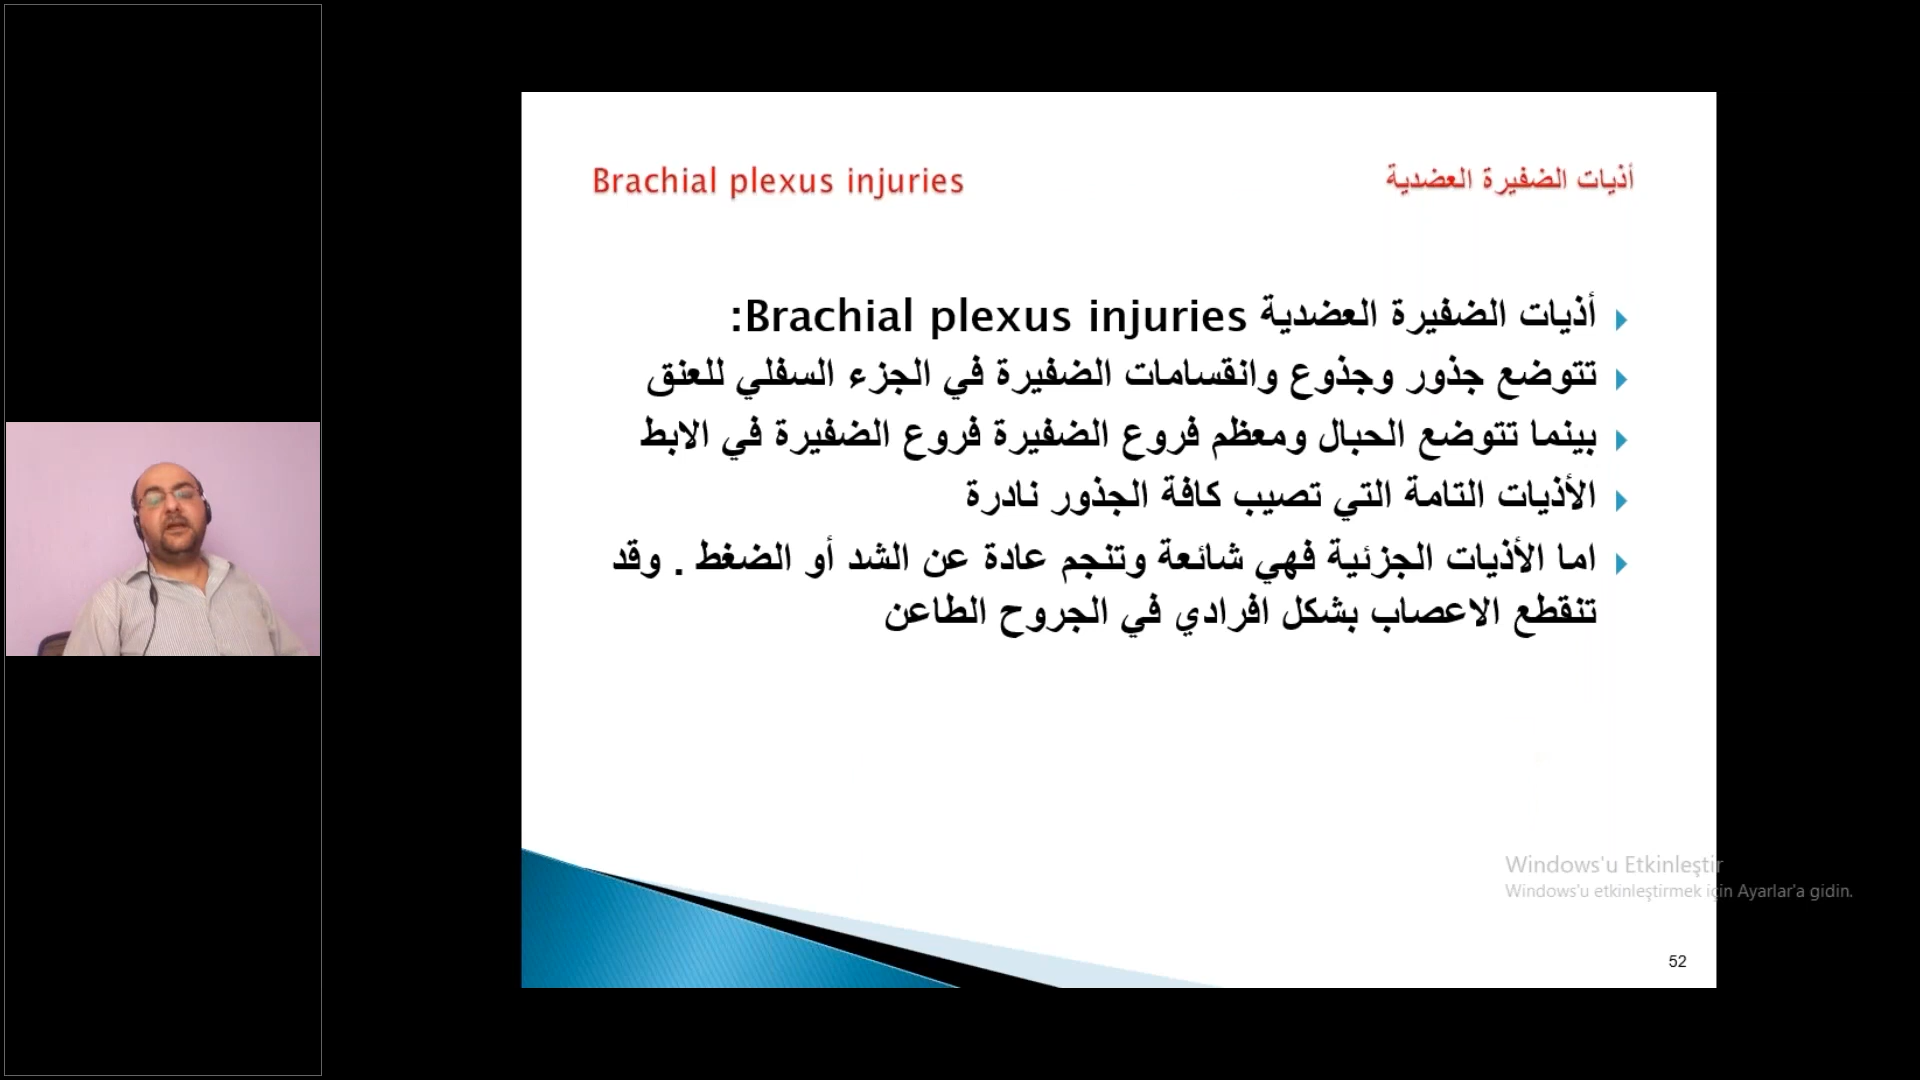 أذيات الضفيرة العضدية Brachial plexus injuries
أذيات الضفيرة العضدية Brachial plexus injuries:
تتوضع جذور وجذوع وانقسامات الضفيرة في الجزء السفلي للعنق
بينما تتوضع الحبال ومعظم فروع الضفيرة فروع الضفيرة في الابط
الأذيات التامة التي تصيب كافة الجذور نادرة
اما الأذيات الجزئية فهي شائعة وتنجم عادة عن الشد أو الضغط . وقد
تنقطع الاعصاب بشكل افرادي في الجروح الطاعن
Windows'u Etkinleştir
Windows'u etkinleştirmek için Ayarlar'a gidin.
52